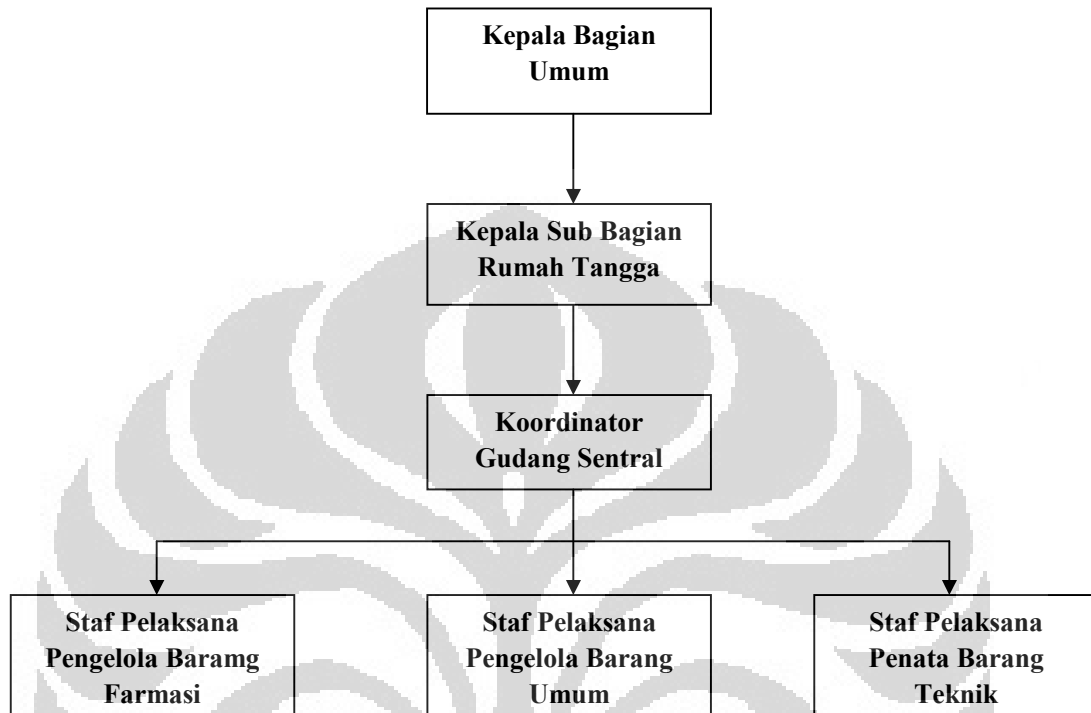 Kepala Bagian
Umum
Kepala Sub Bagian
Rumah Tangga
Koordinator
Gudang Sentral
Staf Pelaksana
Pengelola Baramg
Farmasi
Staf Pelaksana
Pengelola Barang
Umum
Staf Pelaksana
Penata Barang
Teknik